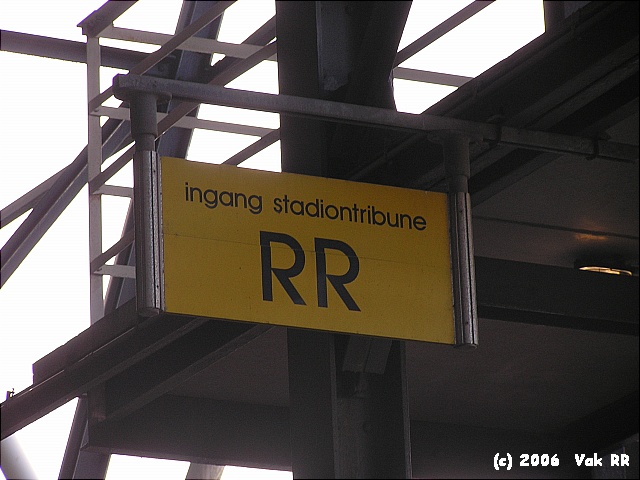 ingang stadiontribune
RR
(c) 2006 Vak RR